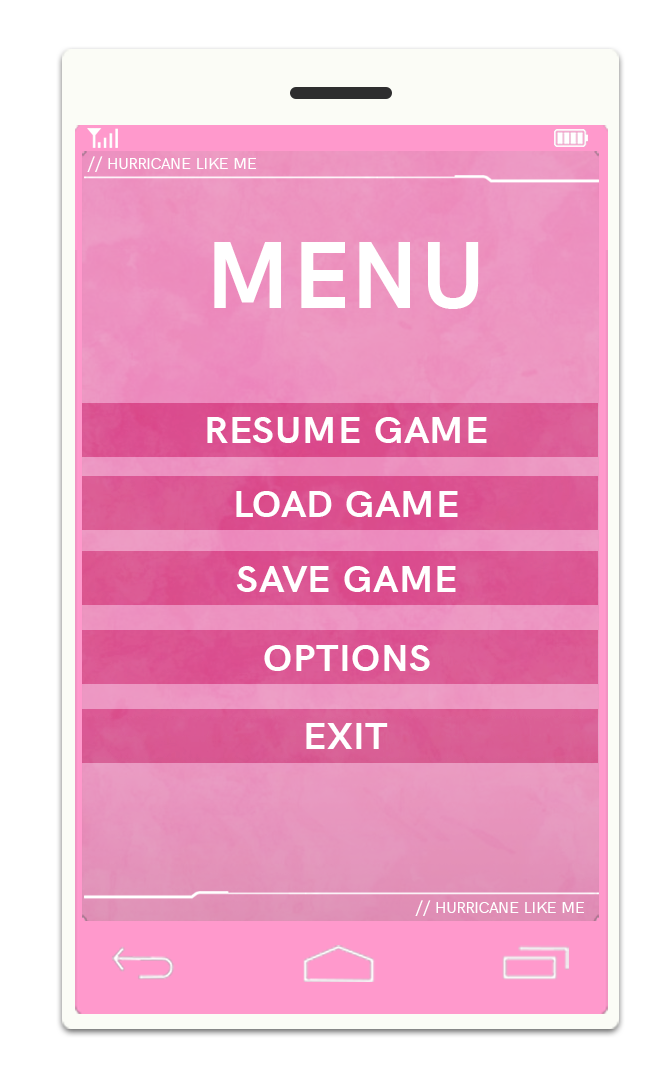 // HURRICANE LIKE ME
MENU
RESUME GAME
LOAD GAME
SAVE GAME
OPTIONS
EXIT
// HURRICANE LIKE ME